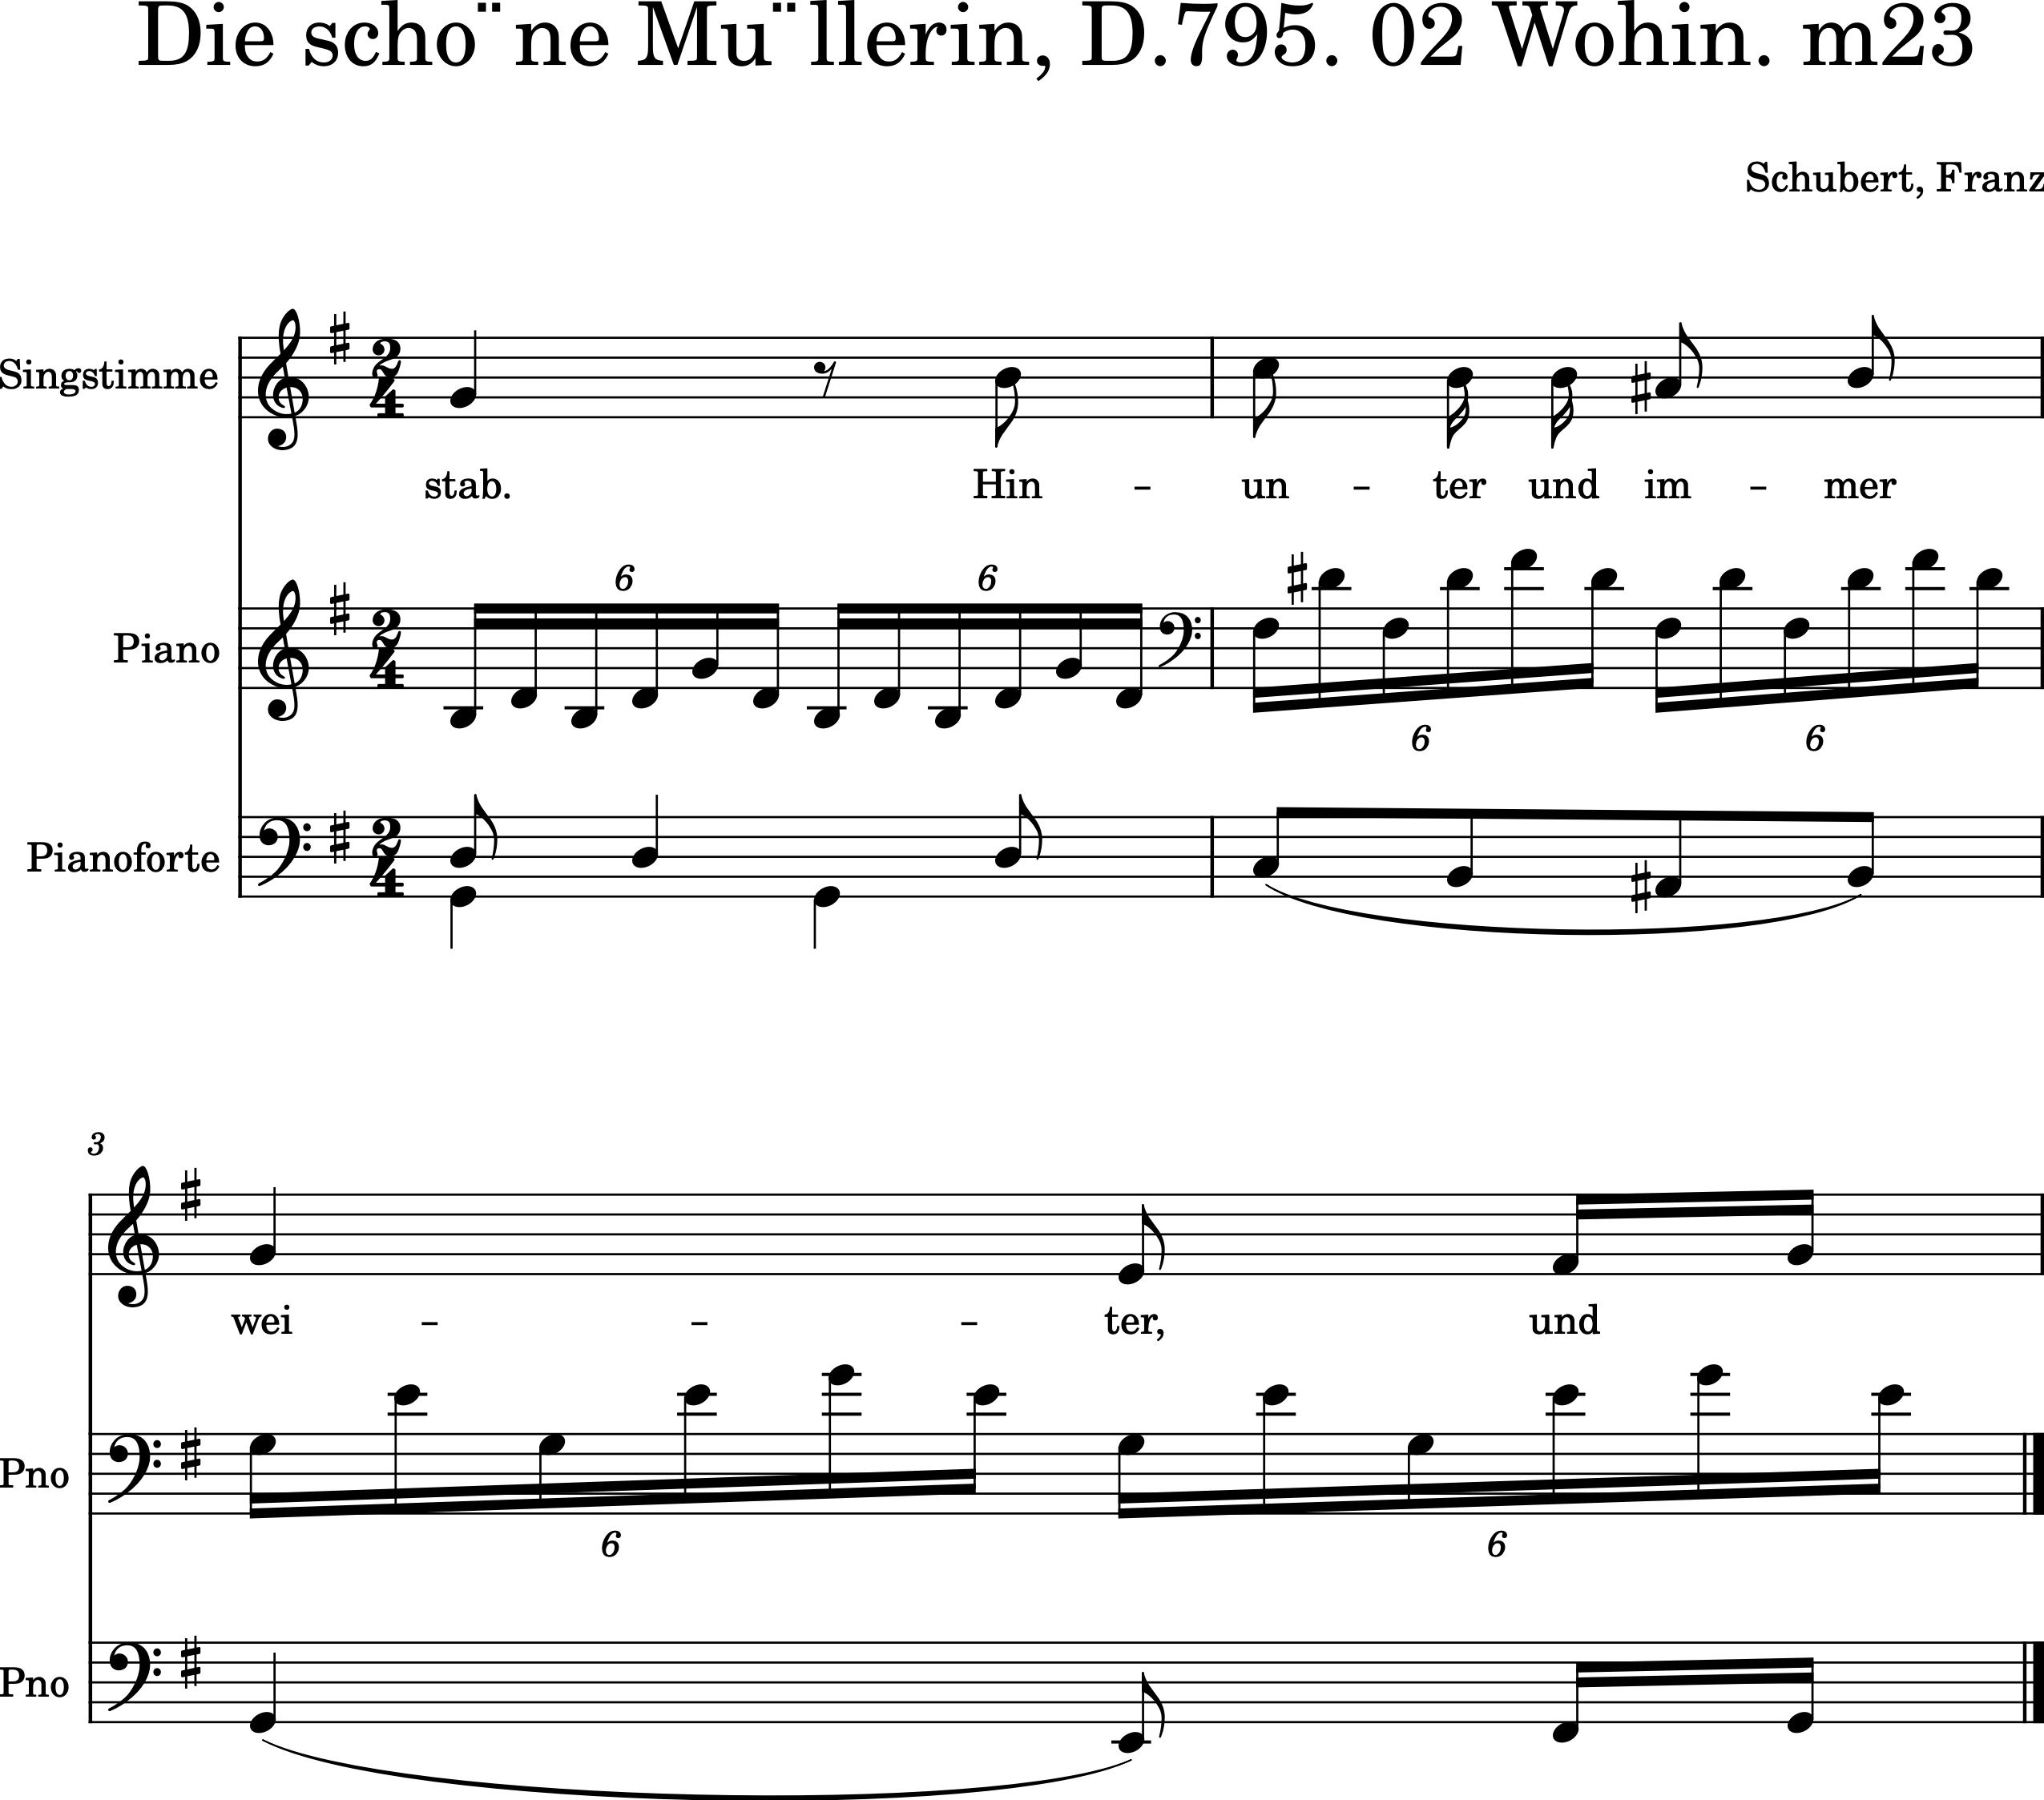 Die scho¨ne Mu¨llerin, D.795. 02 Wohin. m23
Schubert, Franz
Singstimme
stab. Hin - un - ter und im - mer
6 6 6 6
Piano
Pianoforte
3
wei - - - ter, und
Pno
6 6
Pno